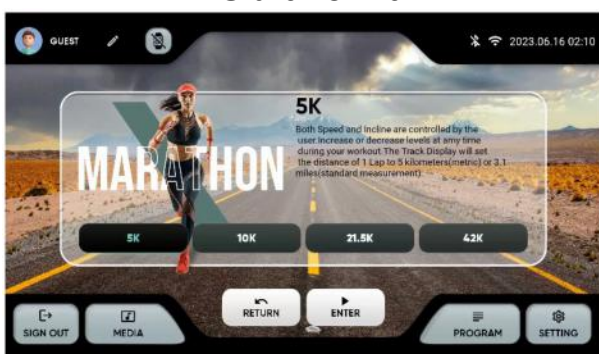 GUEST
2023.06.16 02:10
5K
Both Speed and Incline are controlled by the
user increase or decrease levels at amy time
during your workout.The Track Display will set
the distance of 1 Lap to 5 kilometers(metric) or 3.1
miles(standard measurement).
MARATHON
5K
10K
21.5K
42K
SIGN OUT
MEDIA
RETURN
ENTER
PROGRAM
SETTING